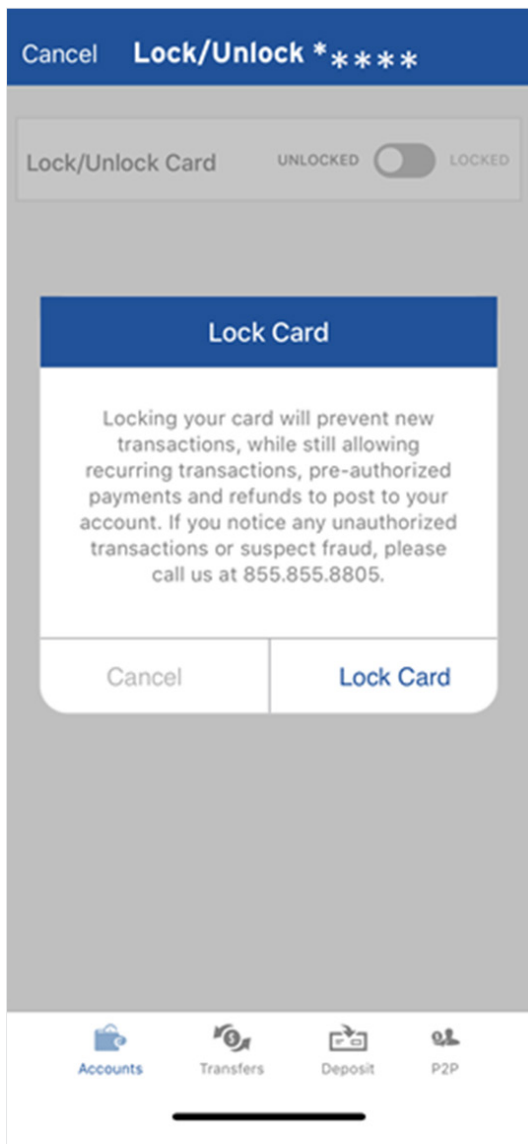 Cancel Lock/Unlock *****
Lock/Unlock Card UNLOCKED LOCKED
Lock Card
Locking your card will prevent new
transactions, while still allowing
recurring transactions, pre-authorized
payments and refunds to post to your
account. If you notice any unauthorized
transactions or suspect fraud, please
call us at 855.855.8805.
Cancel Lock Card
Accounts Transfers Deposit P2P